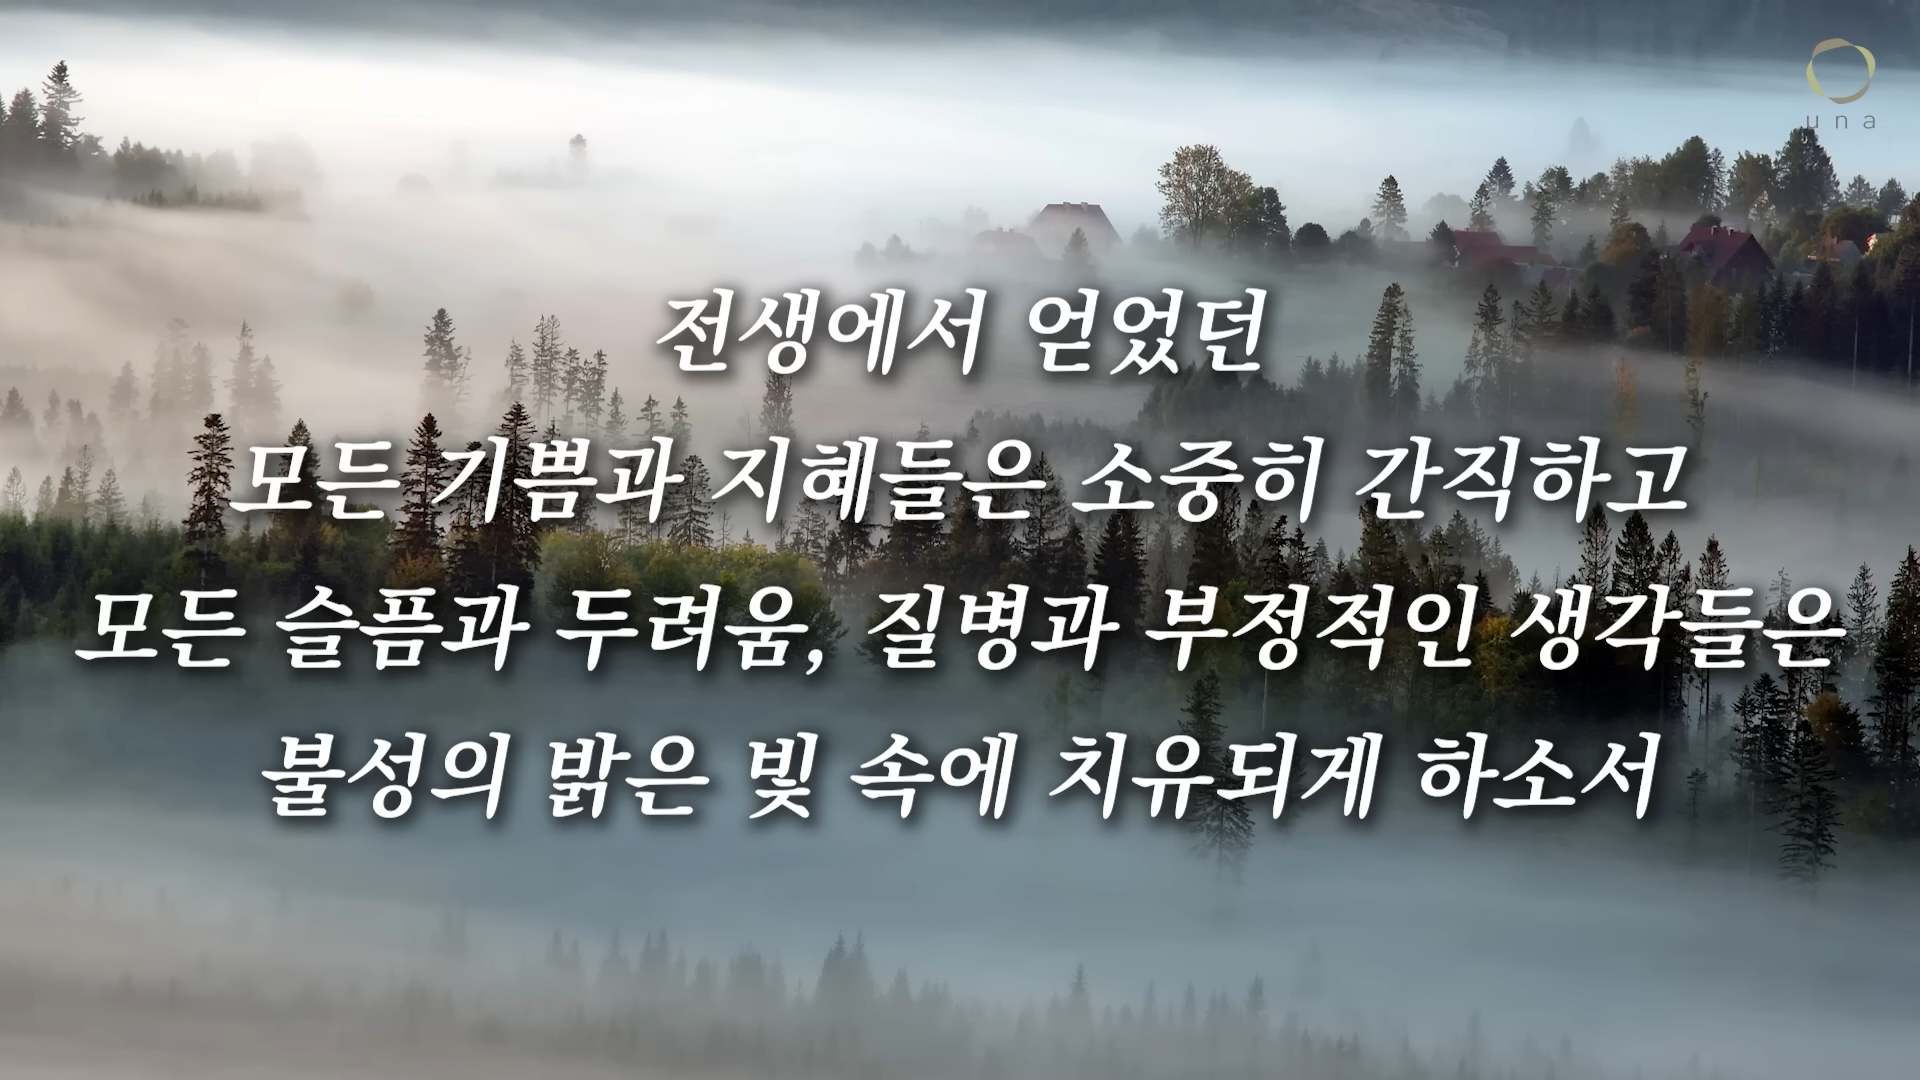 una
전생에서 얻었던
모든 기쁨과 지혜들은 소중히 간직하고
모든 슬픔과 두려움, 질병과 부정적인 생각들은
불성의 밝은 빛 속에 치유되게 하소서